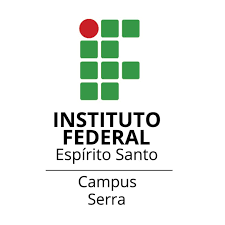 INSTITUTO
FEDERAL
Espírito Santo
Campus
Serra